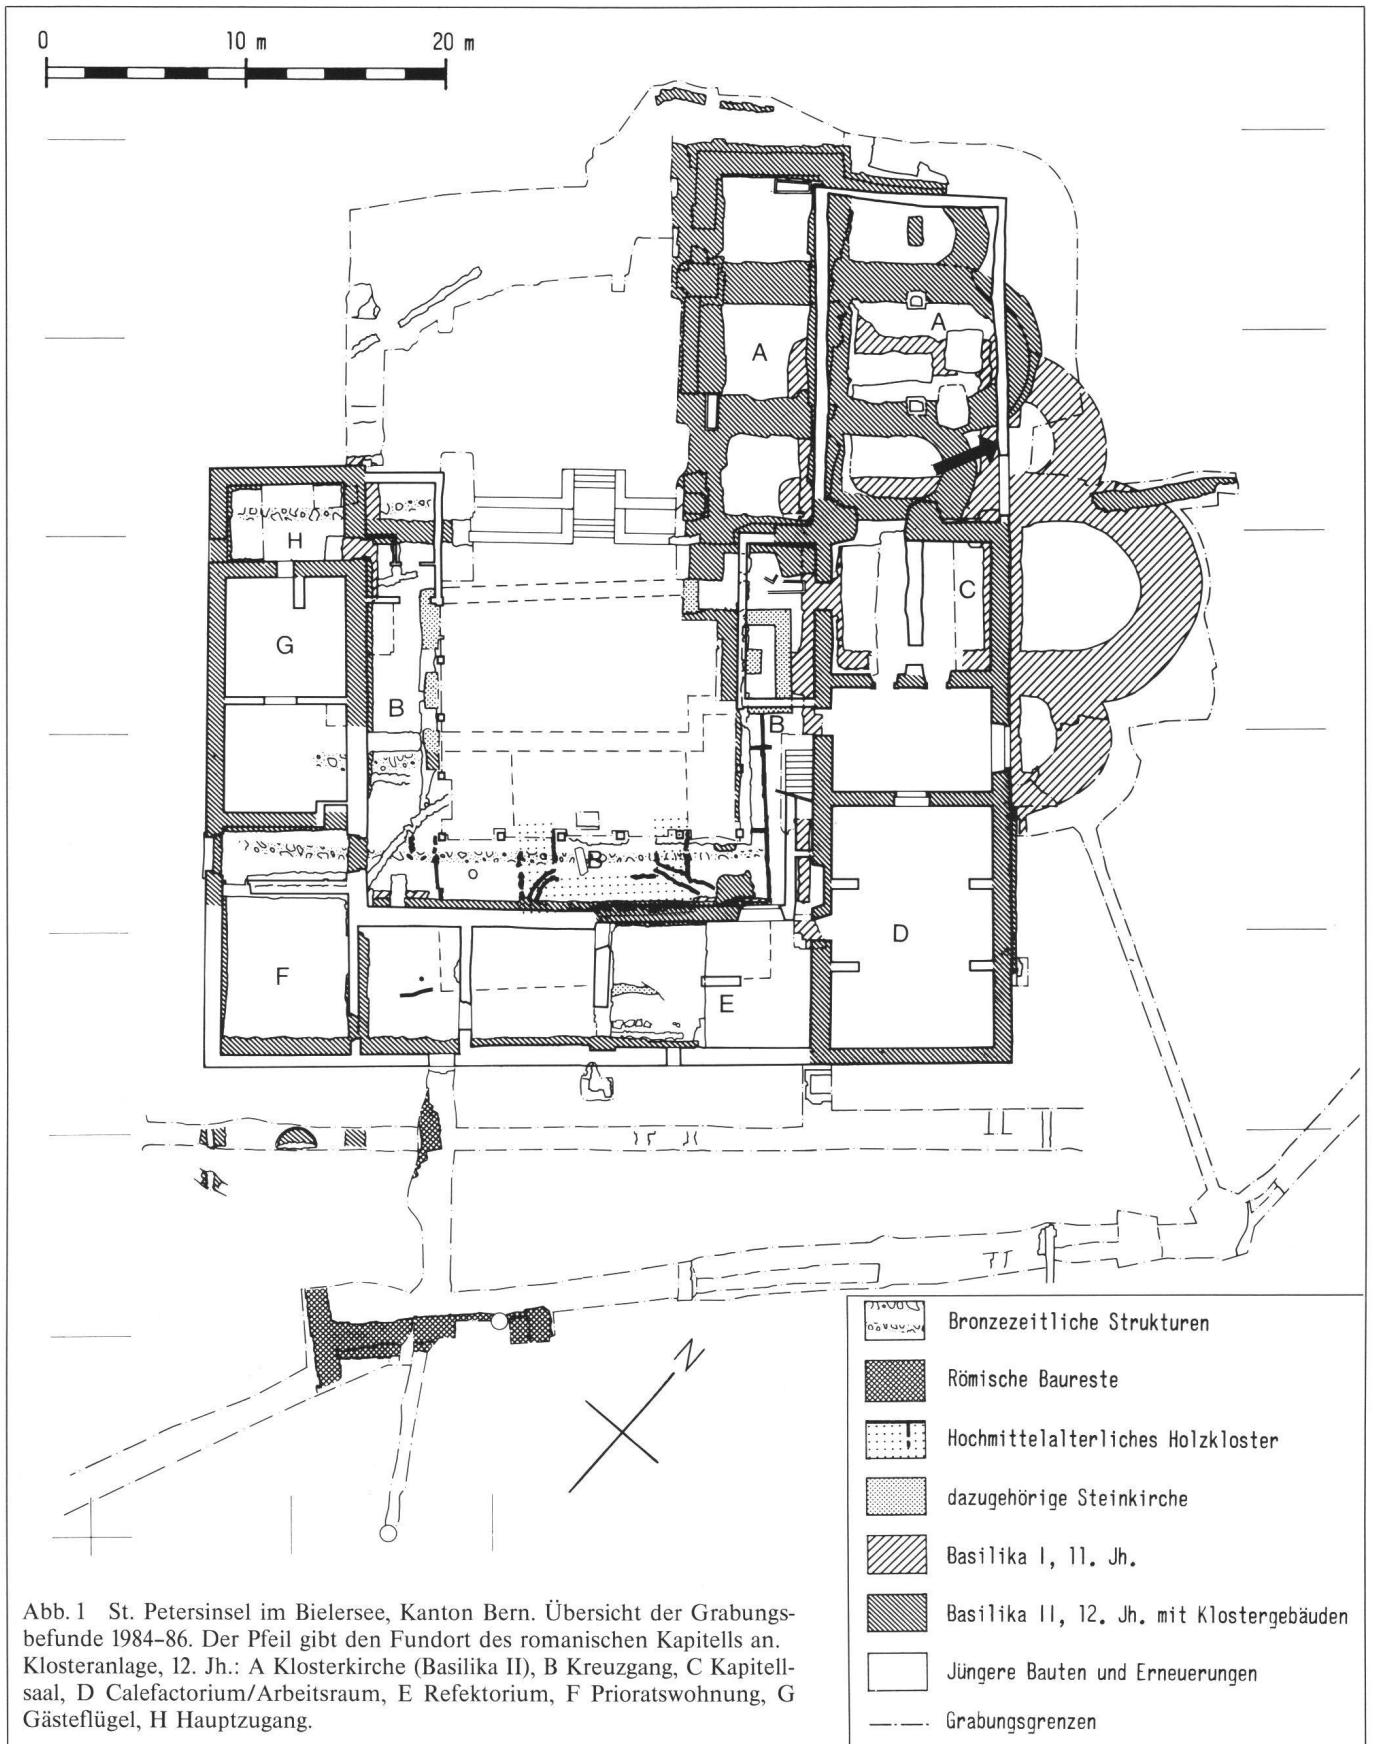 0 10 m 20 m
A
A
H
C
G
B
B
B
D
F
E
N
Bronzezeitliche Strukturen
Römische Baureste
Hochmittelalterliches Holzkloster
dazugehörige Steinkirche
Basilika I, 11. Jh.
Basilika II, 12. Jh. mit Klostergebäuden
Jüngere Bauten und Erneuerungen
Grabungsgrenzen
Abb. 1 St. Petersinsel im Bielersee, Kanton Bern. Übersicht der Grabungs-
befunde 1984–86. Der Pfeil gibt den Fundort des romanischen Kapitells an.
Klosteranlage, 12. Jh.: A Klosterkirche (Basilika II), B Kreuzgang, C Kapitell-
saal, D Calefactorium/Arbeitsraum, E Refektorium, F Prioratswohnung, G
Gästeflügel, H Hauptzugang.